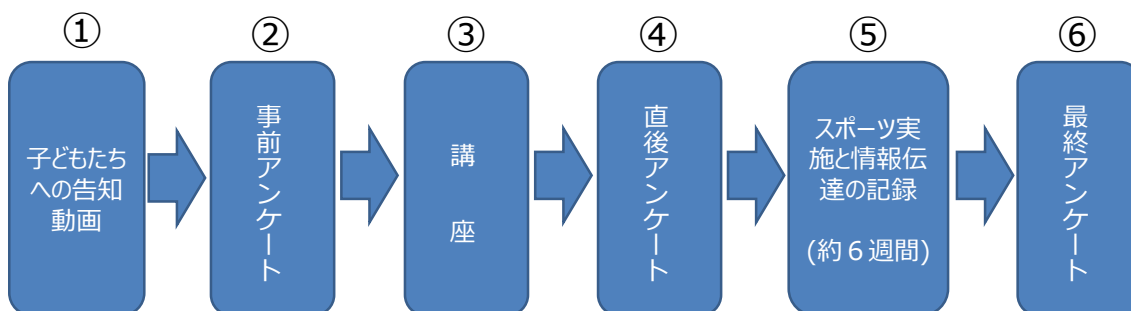 ①
子どもたち
への告知
動画
②
事前アンケート
③
講座
④
直後アンケート
⑤
スポーツ実
施と情報伝
達の記録
(約６週間)
⑥
最終アンケート